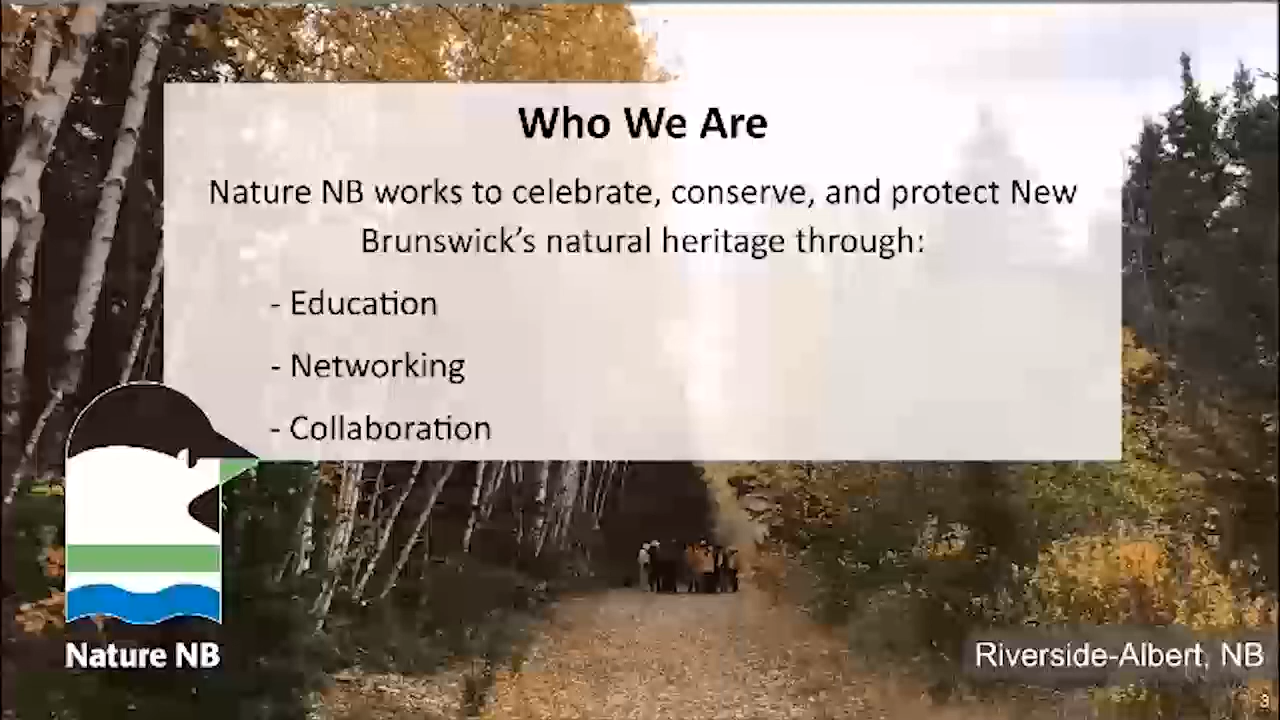 Who We Are
Nature NB works to celebrate, conserve, and protect New
Brunswick’s natural heritage through:
- Education
- Networking
- Collaboration
Nature NB
Riverside-Albert, NB
3